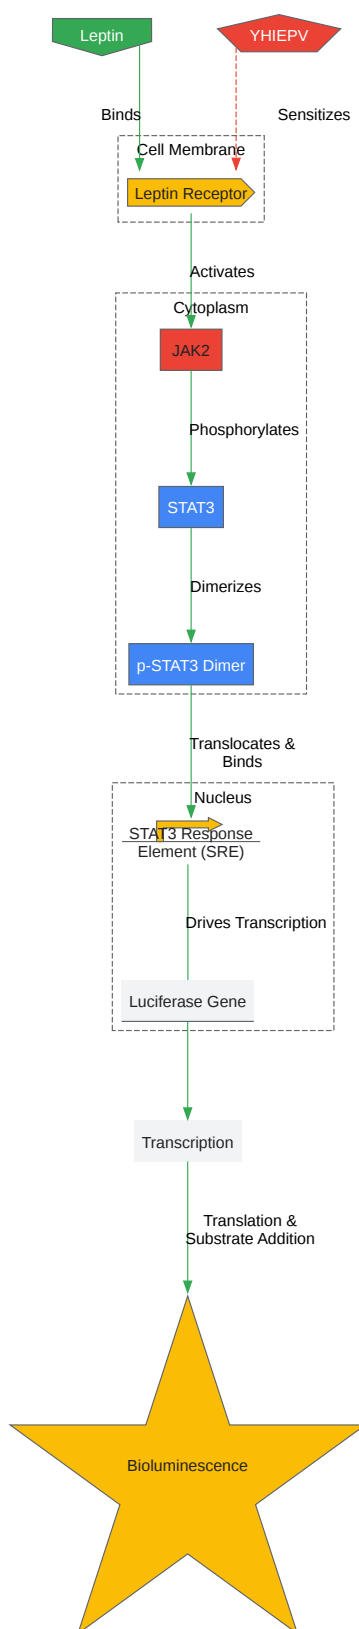 Leptin
YHIEPV
Binds
Sensitizes
Cell Membrane
Leptin Receptor
Activates
Cytoplasm
JAK2
Phosphorylates
STAT3
Dimerizes
p-STAT3 Dimer
Translocates &
Binds
Nucleus
STAT3 Response
Element (SRE)
Drives Transcription
Luciferase Gene
Transcription
Translation &
Substrate Addition
Bioluminescence